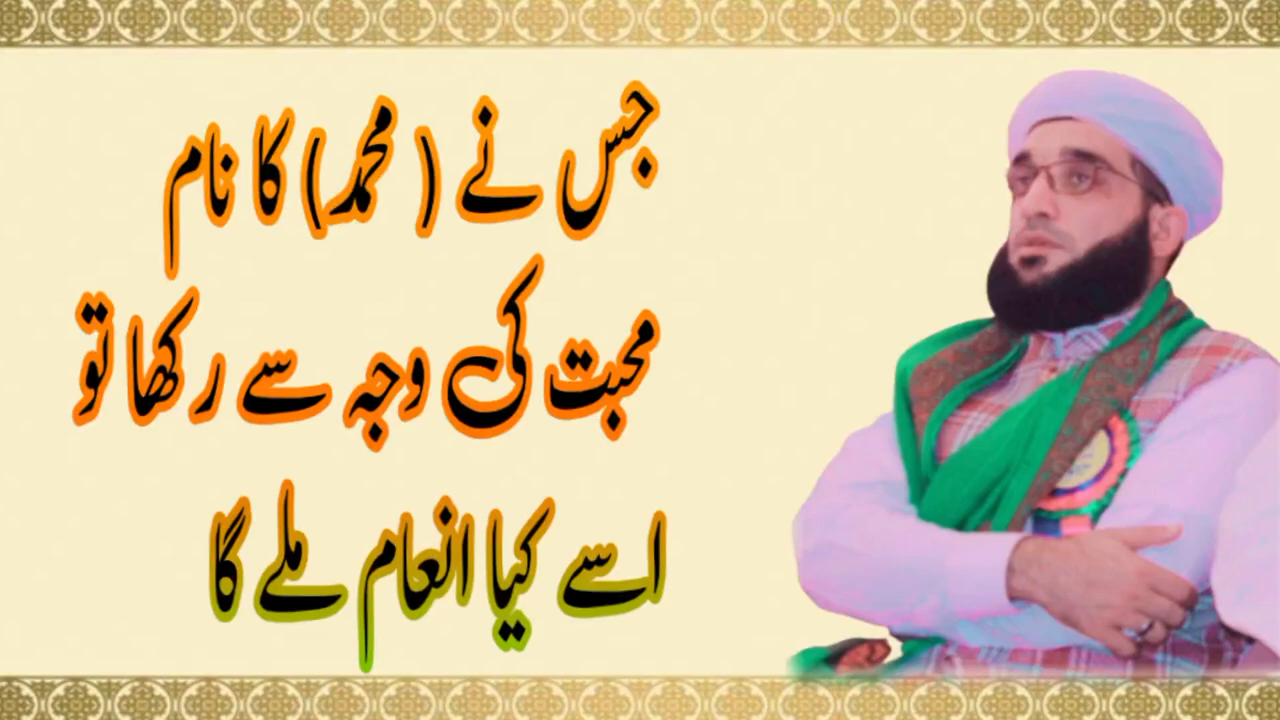 جس نے (محمد) کا نام
محبت کی وجہ سے رکھا تو
اسے کیا انعام ملے گا